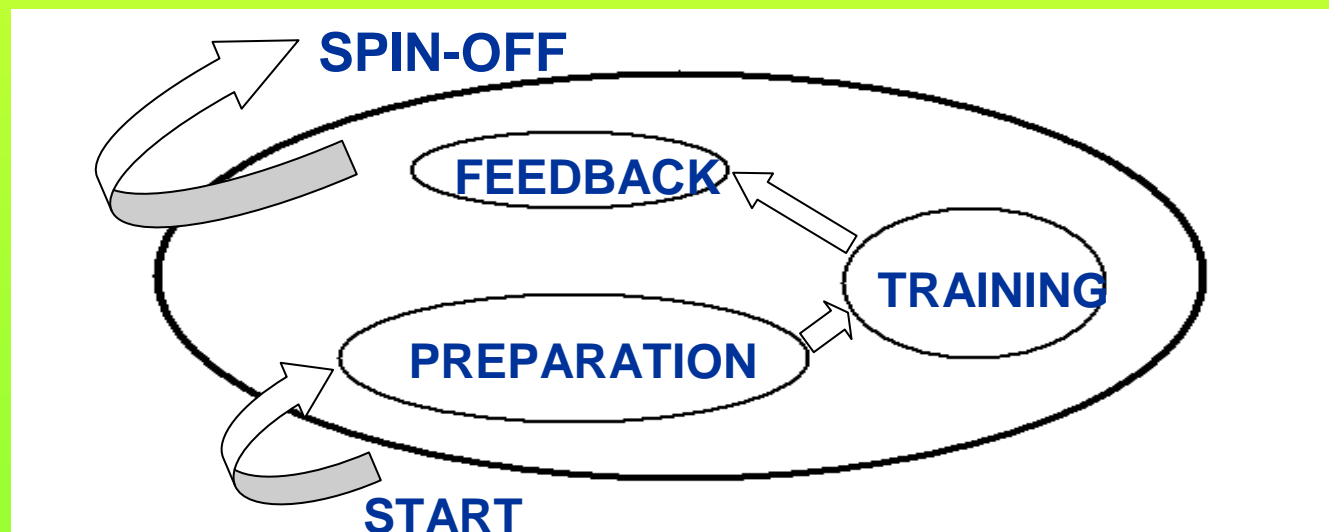 SPIN-OFF
FEEDBACK
TRAINING
PREPARATION
START